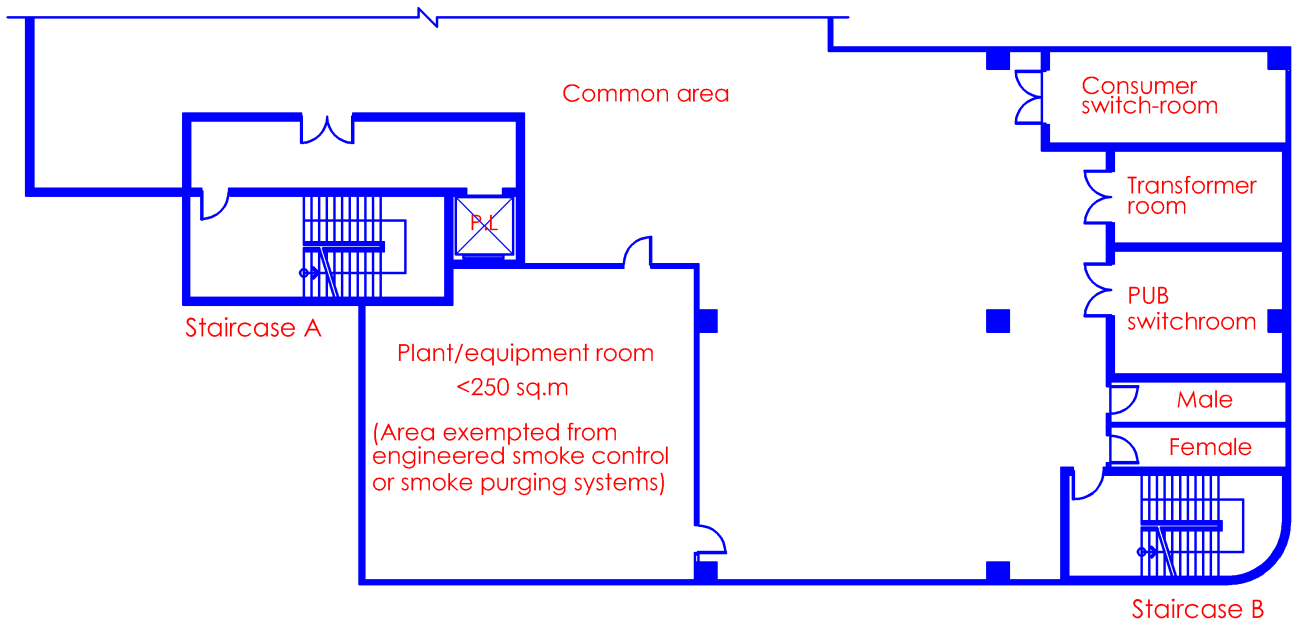 Common area
Consumer
switch-room
Transformer
room
P.L
PUB
switchroom
Staircase A
Plant/equipment room
<250 sq.m
(Area exempted from
engineered smoke control
or smoke purging systems)
Male
Female
Staircase B